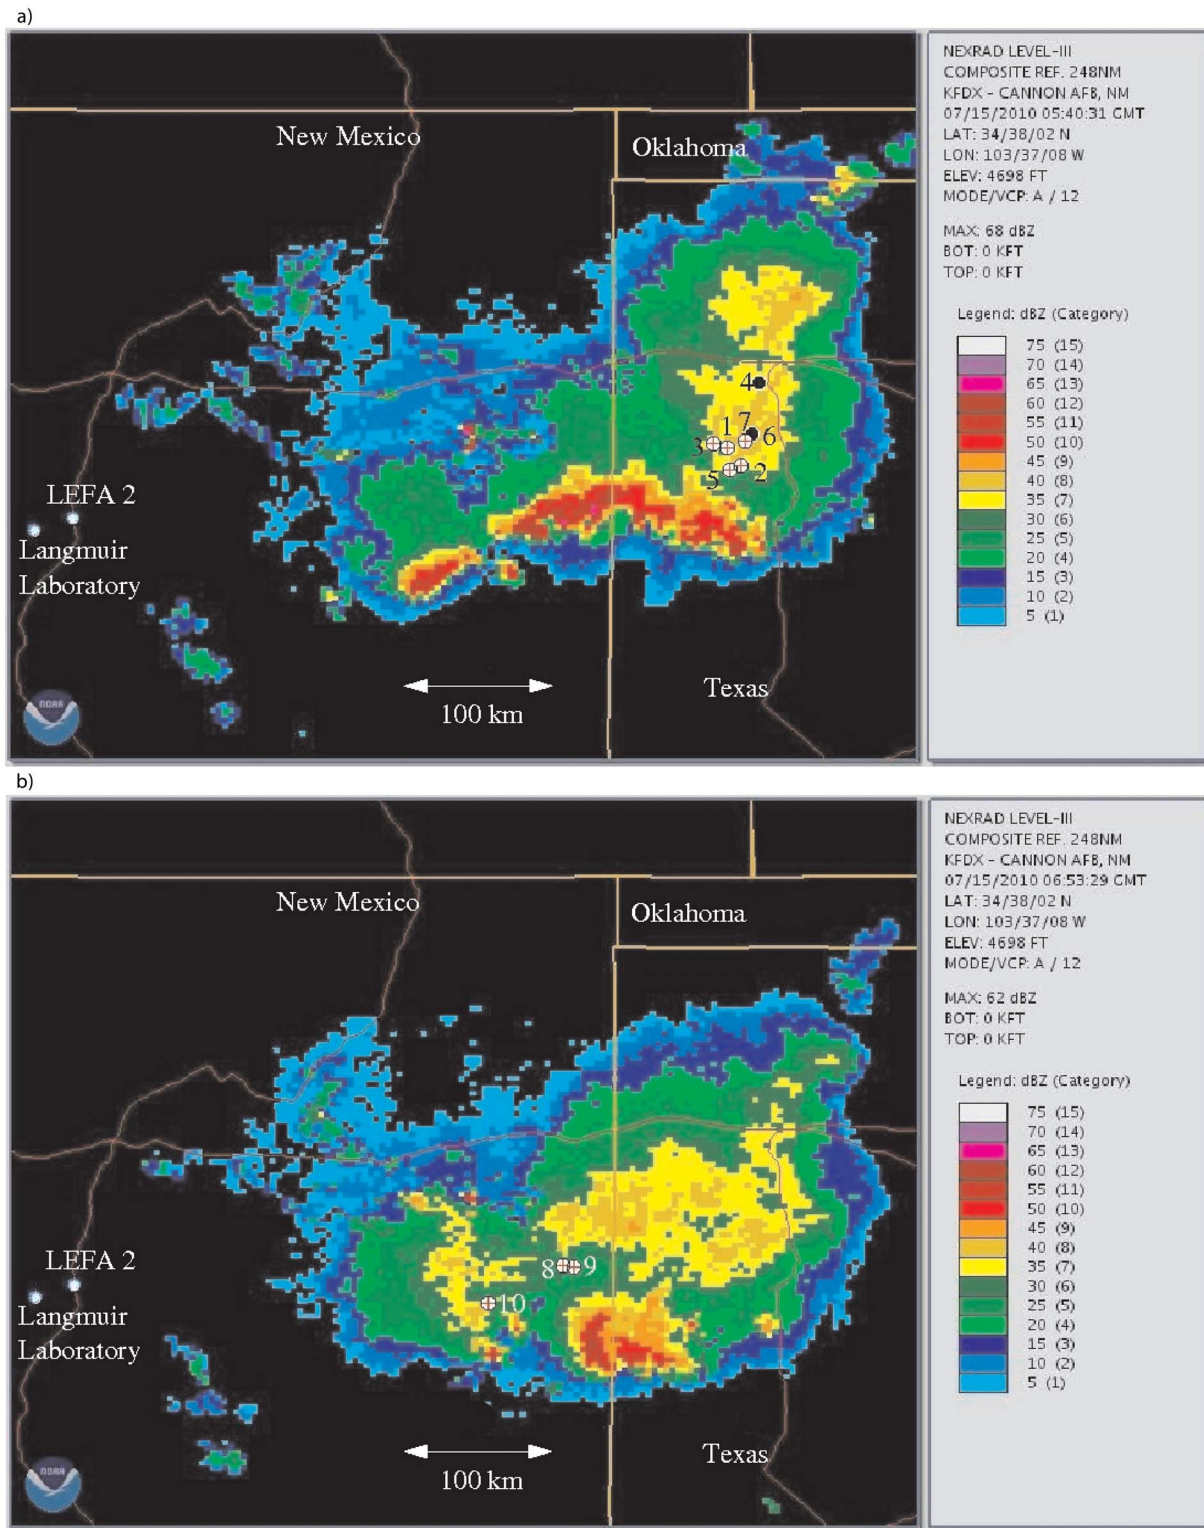 a)
New Mexico
Oklahoma
4
7
1
6
3
2
5
LEFA 2
Langmuir
Laboratory
Texas
100 km
NOAA
NEXRAD LEVEL-III
COMPOSITE REF. 248NM
KFDX - CANNON AFB, NM
07/15/2010 05:40:31 GMT
LAT: 34/38/02 N
LON: 103/37/08 W
ELEV: 4698 FT
MODE/VCP: A / 12
MAX: 68 dBZ
BOT: 0 KFT
TOP: 0 KFT
Legend: dBZ (Category)
75 (15)
70 (14)
65 (13)
60 (12)
55 (11)
50 (10)
45 (9)
40 (8)
35 (7)
30 (6)
25 (5)
20 (4)
15 (3)
10 (2)
5 (1)
b)
New Mexico
Oklahoma
LEFA 2
8 9
10
Langmuir
Laboratory
Texas
100 km
NOAA
NEXRAD LEVEL-III
COMPOSITE REF. 248NM
KFDX - CANNON AFB, NM
07/15/2010 06:53:29 GMT
LAT: 34/38/02 N
LON: 103/37/08 W
ELEV: 4698 FT
MODE/VCP: A / 12
MAX: 62 dBZ
BOT: 0 KFT
TOP: 0 KFT
Legend: dBZ (Category)
75 (15)
70 (14)
65 (13)
60 (12)
55 (11)
50 (10)
45 (9)
40 (8)
35 (7)
30 (6)
25 (5)
20 (4)
15 (3)
10 (2)
5 (1)